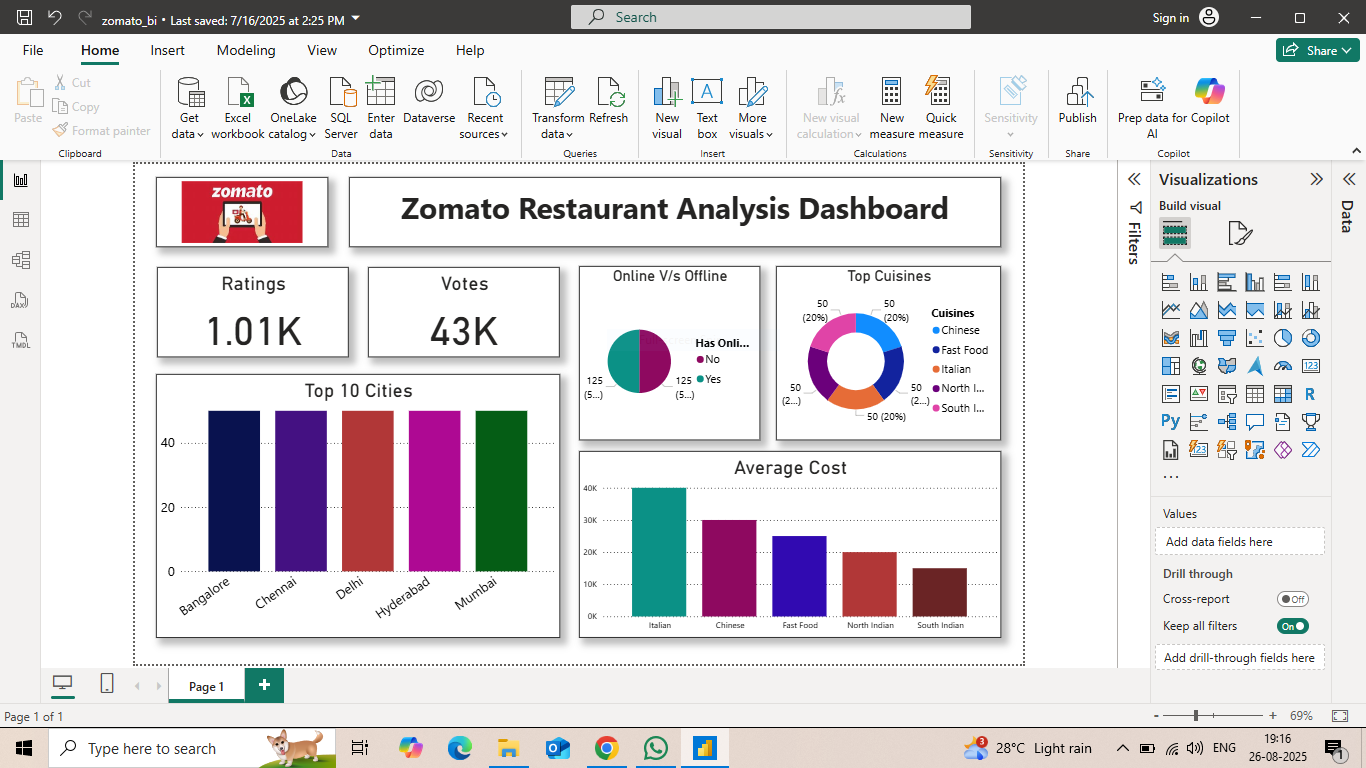 zomato_bi • Last saved: 7/16/2025 at 2:25 PM
Search
Sign in
File Home Insert Modeling View Optimize Help
Share
Paste
Cut
Copy
Format painter
Clipboard
Get data
Excel workbook
OneLake catalog
SQL Server
Enter data
Dataverse
Recent sources
Data
Transform data
Refresh
Queries
New visual
Text box
More visuals
Insert
New visual calculation
New measure
Quick measure
Calculations
Sensitivity
Sensitivity
Publish
Share
Prep data for AI
Copilot
Copilot
zomato
Zomato Restaurant Analysis Dashboard
Ratings
1.01K
Votes
43K
Online V/s Offline
125
(5...)
125
(5...)
Has Onli...
No
Yes
Top Cuisines
50
(20%)
50
(20%)
50
(2...)
50
(2...)
50 (20%)
Cuisines
Chinese
Fast Food
Italian
North I...
South I...
Top 10 Cities
40
20
0
Bangalore
Chennai
Delhi
Hyderabad
Mumbai
Average Cost
40K
30K
20K
10K
0K
Italian
Chinese
Fast Food
North Indian
South Indian
Filters
Visualizations
Build visual
Data
DAX
TMDL
123
R
Py
123
...
Values
Add data fields here
Drill through
Cross-report
Off
Keep all filters
On
Add drill-through fields here
Page 1
Page 1 of 1
69%
Type here to search
3
28°C Light rain
ENG
19:16
26-08-2025
1